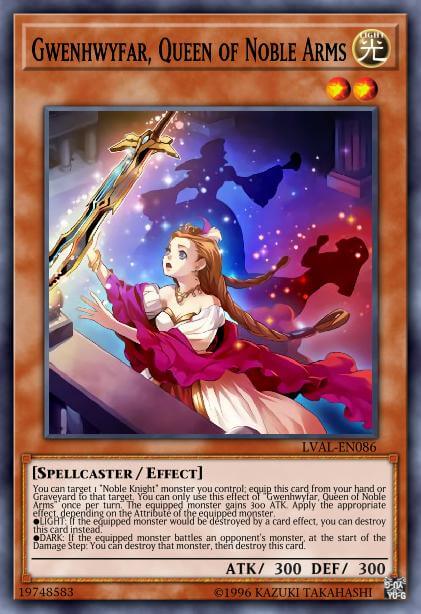 Gwenhwyfar, Queen of Noble Arms
LIGHT
光
LVAL-EN086
[Spellcaster / Effect]
You can target 1 "Noble Knight" monster you control; equip this card from your hand or
Graveyard to that target. You can only use this effect of "Gwenhwyfar, Queen of Noble
Arms" once per turn. The equipped monster gains 300 ATK. Apply the appropriate
effect, depending on the Attribute of the equipped monster.
●LIGHT: If the equipped monster would be destroyed by a card effect, you can destroy
this card instead.
●DARK: If the equipped monster battles an opponent's monster, at the start of the
Damage Step: You can destroy that monster, then destroy this card.
ATK/ 300 DEF/ 300
19748583
©1996 KAZUKI TAKAHASHI